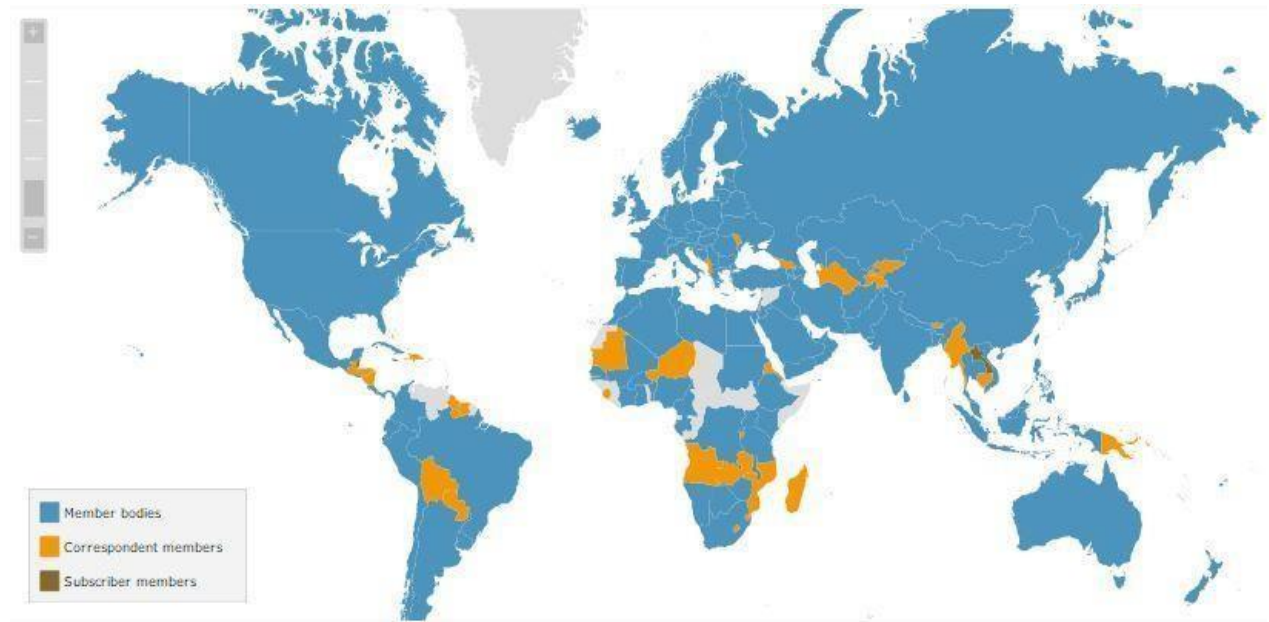 +
−
Member bodies
Correspondent members
Subscriber members